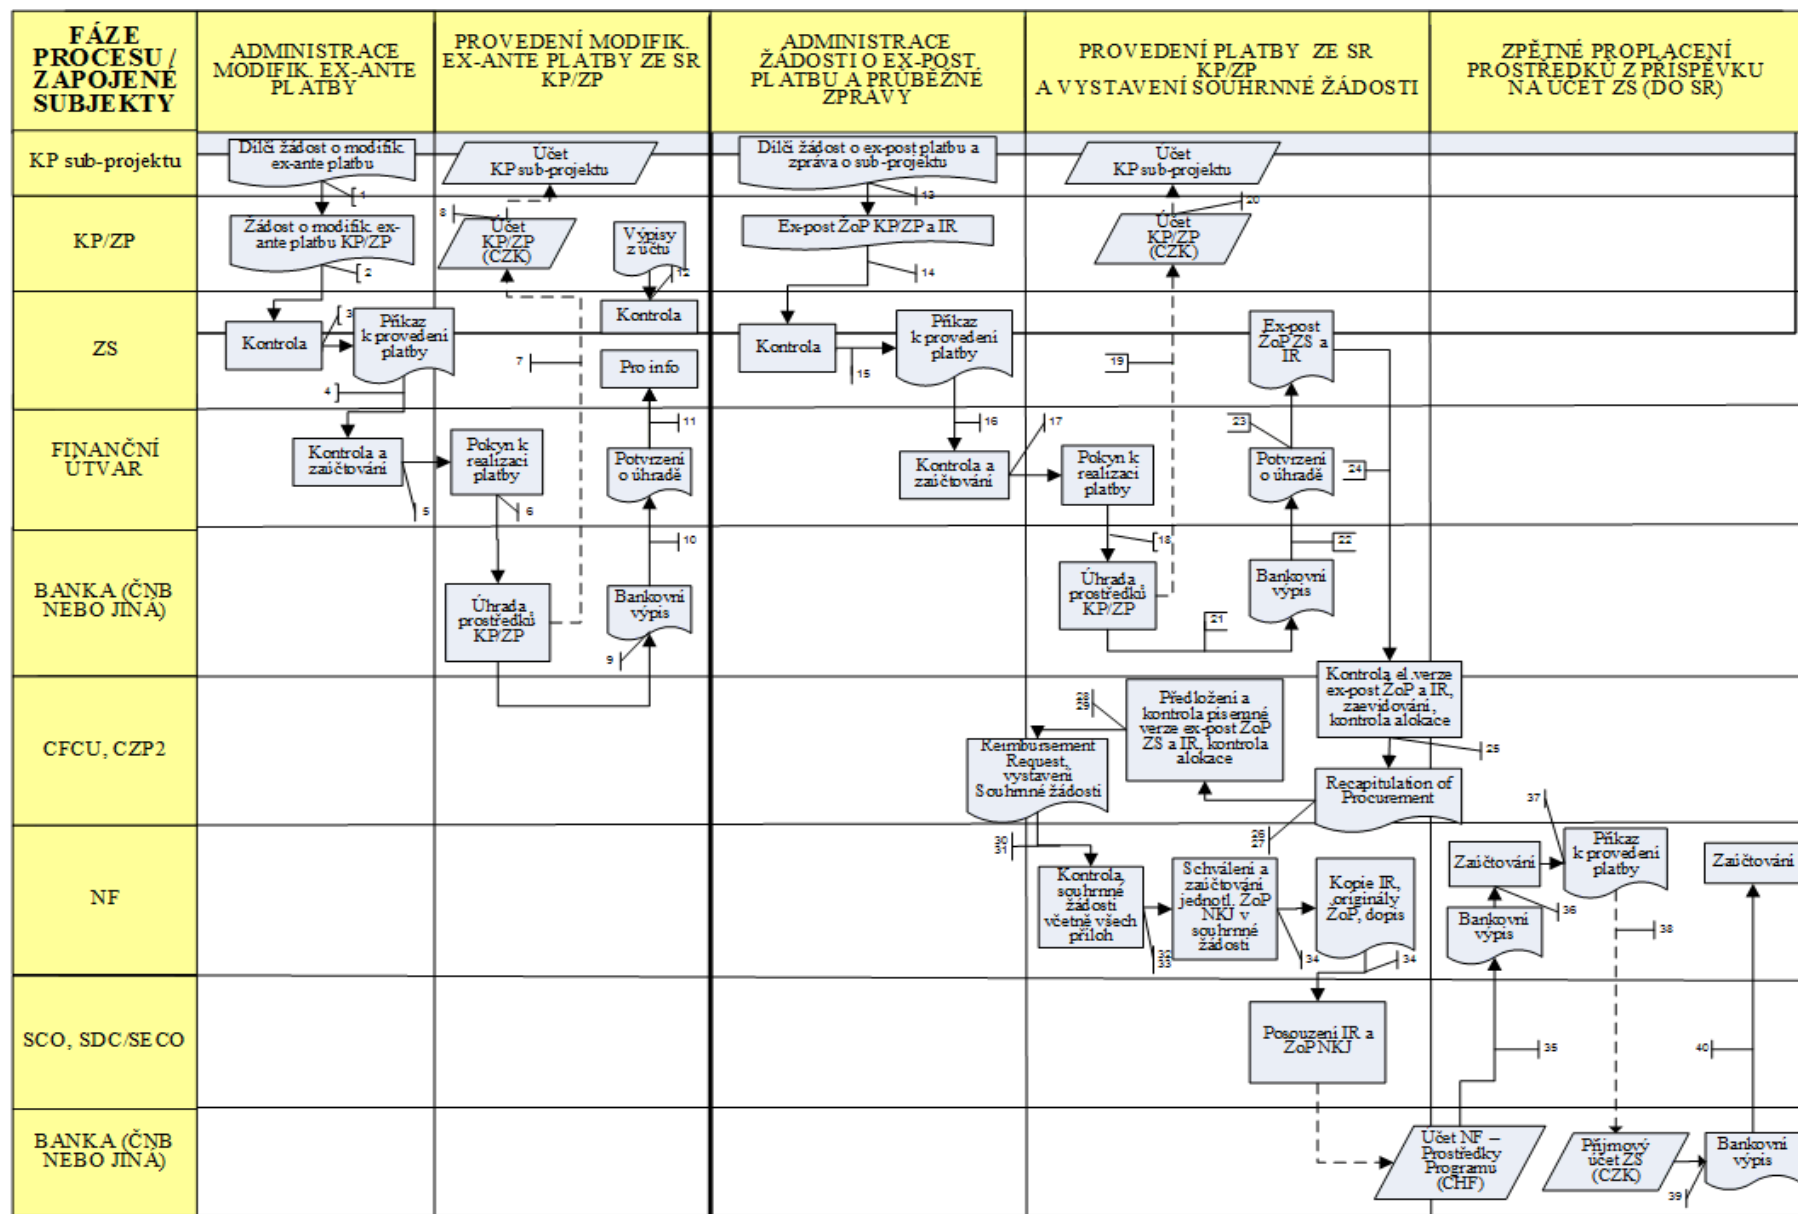 FÁZE
PROCESU /
ZAPOJENÉ
SUBJEKTY
ADMINISTRACE
MODIFIK. EX-ANTE
PLATBY
PROVEDENÍ MODIFIK.
EX-ANTE PLATBY ZE SR
KP/ZP
ADMINISTRACE
ŽÁDOSTI O EX-POST.
PLATBU A PRŮBĚŽNÉ
ZPRÁVY
PROVEDENÍ PLATBY ZE SR
KP/ZP
A VYSTAVENÍ SOUHRNNÉ ŽÁDOSTI
ZPĚTNÉ PROPLACENÍ
PROSTŘEDKŮ Z PŘÍSPĚVKU
NA ÚČET ZS (DO SR)
KP sub-projektu
Dílčí žádost o modifik.
ex-ante platbu
Účet
KP sub-projektu
Dílčí žádost o ex-post platbu a
zpráva o sub-projektu
Účet
KP sub-projektu
1
13
8
20
KP/ZP
Žádost o modifik. ex-
ante platbu KP/ZP
Účet
KP/ZP
(CZK)
Výpisy
z účtu
Ex-post ŽoP KP/ZP a IR
Účet
KP/ZP
(CZK)
2
12
14
ZS
Kontrola
3
Příkaz
k provedení
platby
Kontrola
Kontrola
Příkaz
k provedení
platby
Ex-post
ŽoP ZS a
IR
7
Pro info
15
19
4
11
16
17
23
FINANČNÍ
ÚTVAR
Kontrola a
zaúčtování
Pokyn k
realizaci
platby
Potvrzení
o úhradě
Kontrola a
zaúčtování
Pokyn k
realizaci
platby
Potvrzení
o úhradě
24
5
6
10
18
22
BANKA (ČNB
NEBO JINÁ)
Úhrada
prostředků
KP/ZP
Bankovní
výpis
Úhrada
prostředků
KP/ZP
Bankovní
výpis
9
21
CFCU, CZP2
28
29
Předložení a
kontrola písemné
verze ex-post ŽoP
ZS a IR, kontrola
alokace
Kontrola el.verze
ex-post ŽoP a IR,
zaevidování,
kontrola alokace
Reimbursement
Request,
vystavení
Souhrnné žádosti
25
Recapitulation of
Procurement
37
30
31
26
27
NF
Kontrola
souhrnné
žádosti
včetně všech
příloh
Schválení a
zaúčtování
jednotl. ŽoP
NKJ v
souhrnné
žádosti
Kopie IR,
originály
ŽoP, dopis
Zaúčtování
Příkaz
k provedení
platby
Zaúčtování
36
Bankovní
výpis
38
32
33
34
34
SCO, SDC/SECO
Posouzení IR a
ŽoP NKJ
35
40
BANKA (ČNB
NEBO JINÁ)
Účet NF –
Prostředky
Programu
(CHF)
Příjmový
účet ZS
(CZK)
Bankovní
výpis
39